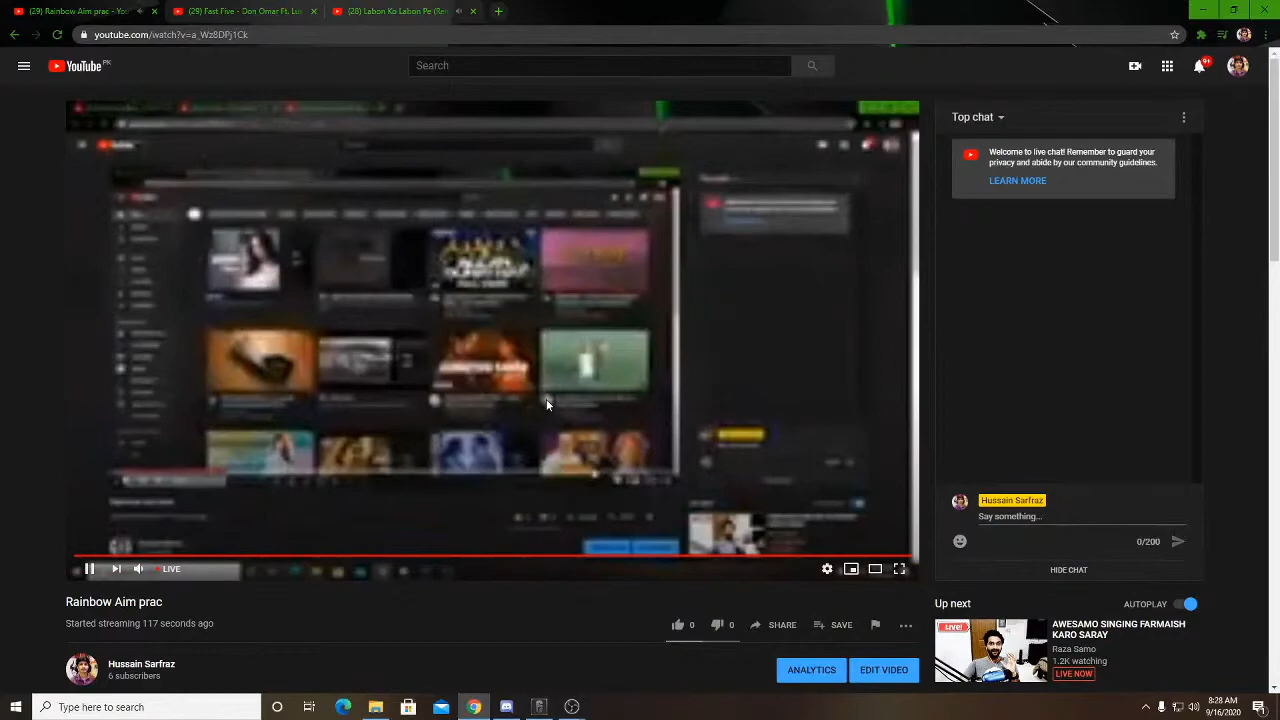 (29) Rainbow Aim prac - You
(29) Fast Five - Don Omar Ft. Lu
(28) Labon Ko Labon Pe (Re
youtube.com/watch?v=a_Wz8DPj1Ck
YouTube PK
Search
9+
Top chat
Welcome to live chat! Remember to guard your
privacy and abide by our community guidelines.
LEARN MORE
Hussain Sarfraz
Say something...
0/200
HIDE CHAT
LIVE
Rainbow Aim prac
Started streaming 117 seconds ago
0
0
SHARE
SAVE
Hussain Sarfraz
6 subscribers
ANALYTICS
EDIT VIDEO
Up next
AUTOPLAY
LIVE!
AWESAMO SINGING FARMAISH
KARO SARAY
Raza Samo
1.2K watching
LIVE NOW
Type here to search
8:28 AM
9/16/2020